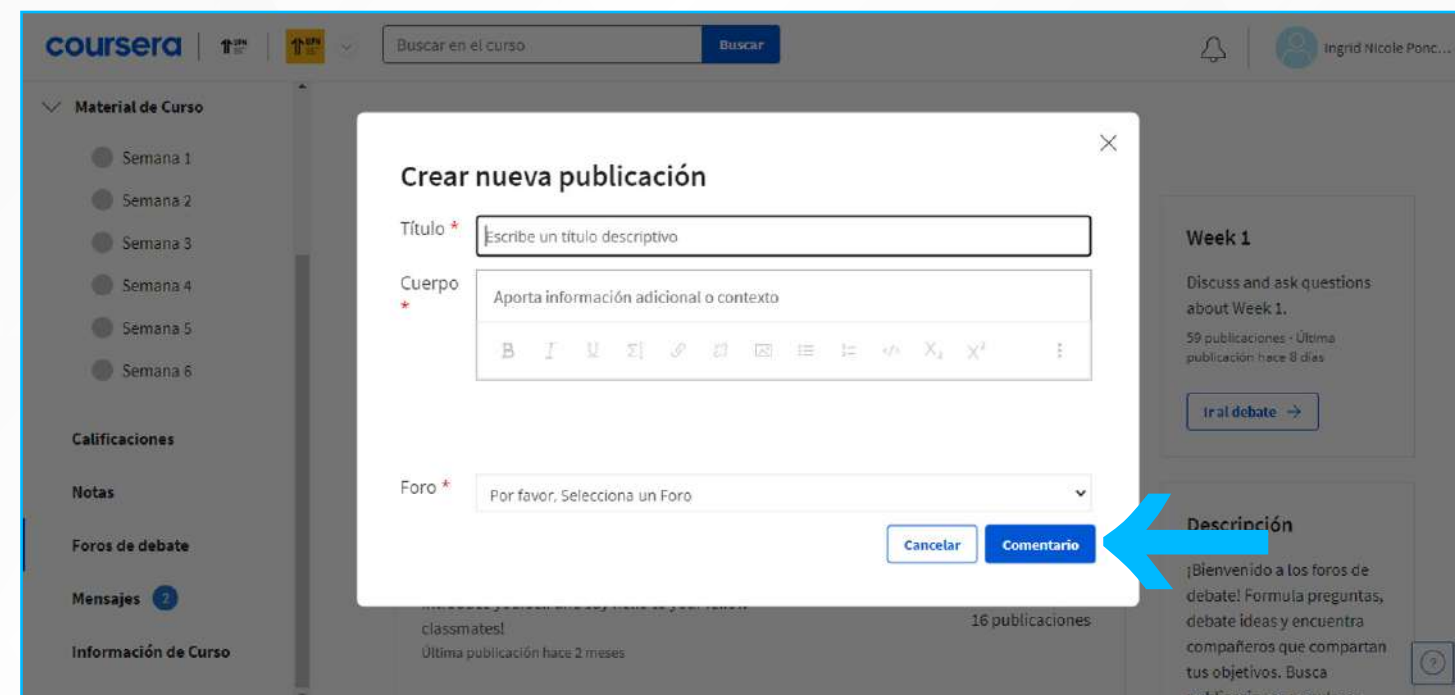 coursera
UPN
UPN
Buscar en el curso
Buscar
Ingrid Nicole Ponc...
Material de Curso
Semana 1
Semana 2
Semana 3
Semana 4
Semana 5
Semana 6
Calificaciones
Notas
Foros de debate
Mensajes 2
Información de Curso
Crear nueva publicación
Título *
Escribe un título descriptivo
Cuerpo
*
Aporta información adicional o contexto
B I U Σ </> X₂ X²
Foro *
Por favor, Selecciona un Foro
Cancelar
Comentario
classmates!
16 publicaciones
Última publicación hace 2 meses
Week 1
Discuss and ask questions
about Week 1.
59 publicaciones · Última
publicación hace 8 días
Ir al debate →
Descripción
¡Bienvenido a los foros de
debate! Formula preguntas,
debate ideas y encuentra
compañeros que compartan
tus objetivos. Busca
?